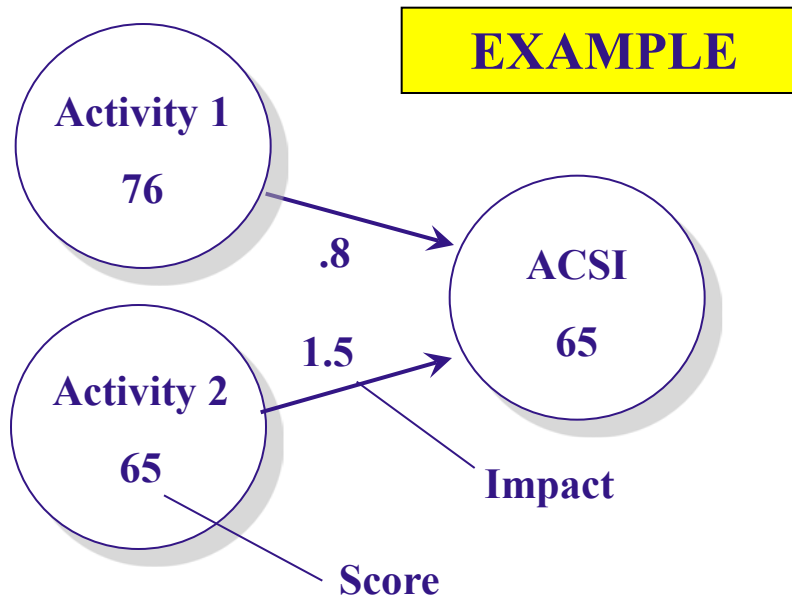 EXAMPLE
Activity 1
76
.8
ACSI
65
1.5
Activity 2
65
Impact
Score